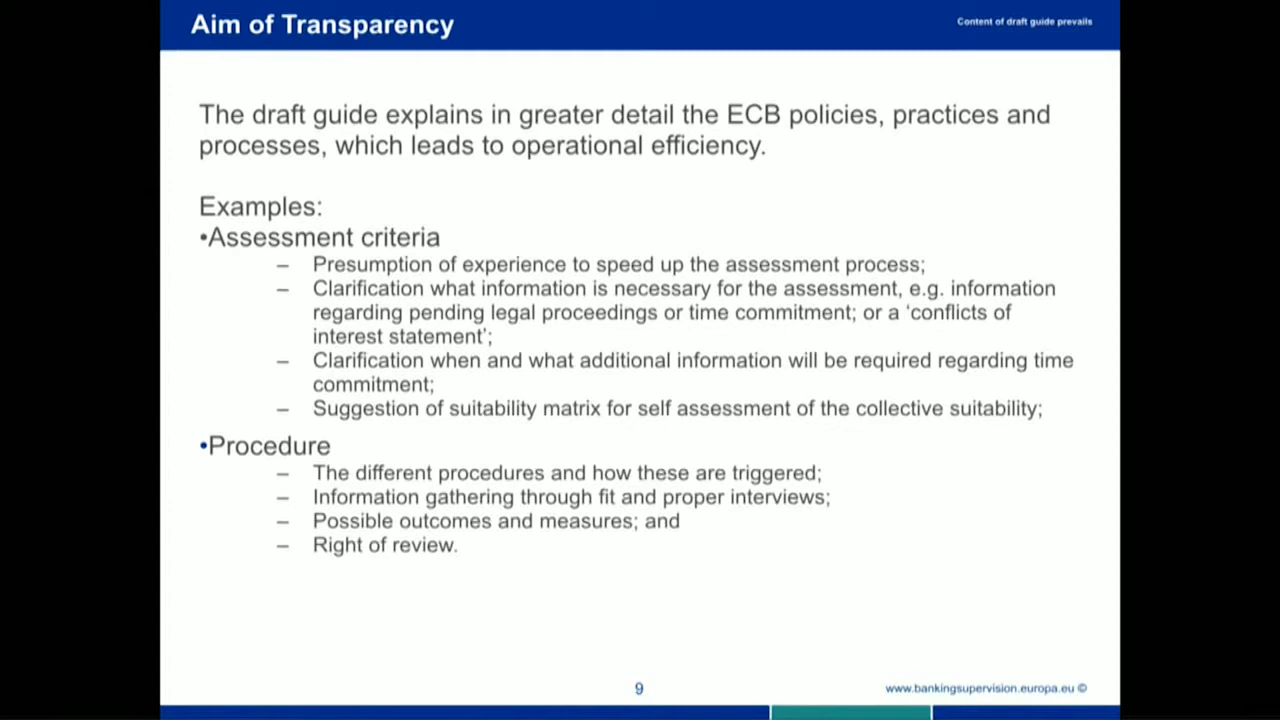 Aim of Transparency
Content of draft guide prevails
The draft guide explains in greater detail the ECB policies, practices and
processes, which leads to operational efficiency.
Examples:
•Assessment criteria
– Presumption of experience to speed up the assessment process;
– Clarification what information is necessary for the assessment, e.g. information
regarding pending legal proceedings or time commitment; or a ‘conflicts of
interest statement’;
– Clarification when and what additional information will be required regarding time
commitment;
– Suggestion of suitability matrix for self assessment of the collective suitability;
•Procedure
– The different procedures and how these are triggered;
– Information gathering through fit and proper interviews;
– Possible outcomes and measures; and
– Right of review.
9
www.bankingsupervision.europa.eu ©